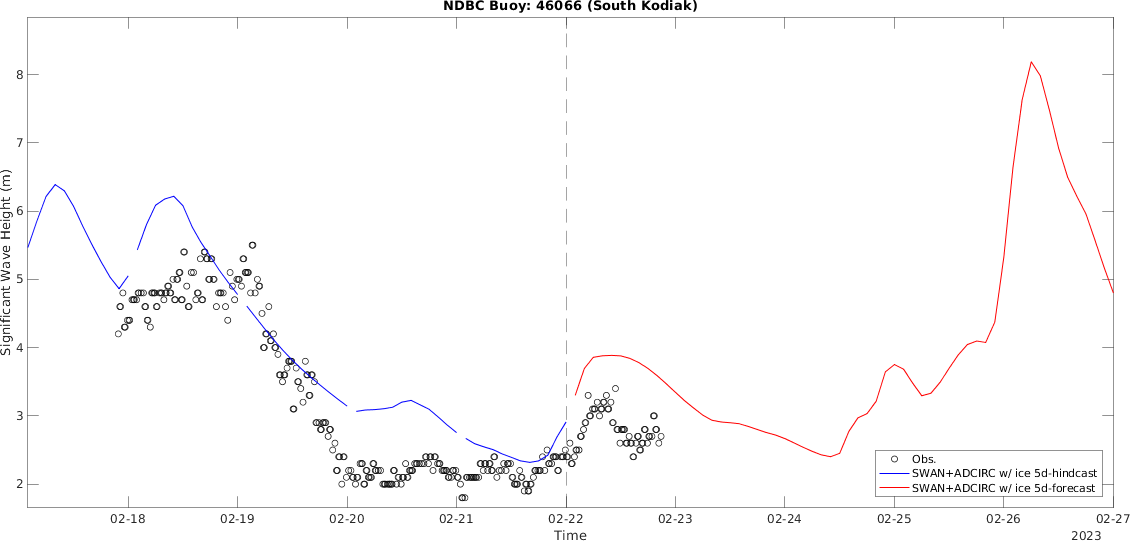 NDBC Buoy: 46066 (South Kodiak)
Significant Wave Height (m)
8
7
6
5
4
3
2
Obs.
SWAN+ADCIRC w/ ice 5d-hindcast
SWAN+ADCIRC w/ ice 5d-forecast
02-18 02-19 02-20 02-21 02-22 02-23 02-24 02-25 02-26 02-27
Time
2023